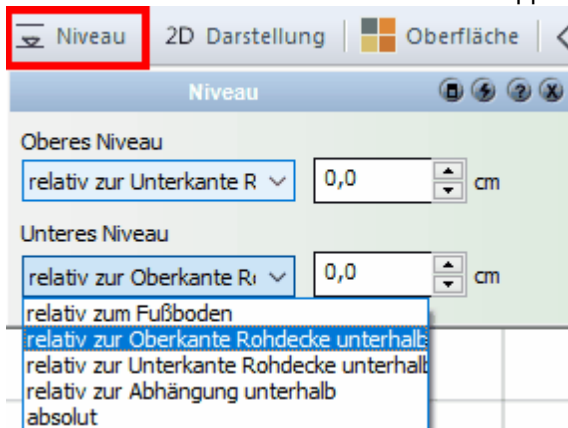 Niveau 2D Darstellung Oberfläche
Niveau
Oberes Niveau
relativ zur Unterkante R 0,0 cm
Unteres Niveau
relativ zur Oberkante Ro 0,0 cm
relativ zum Fußboden
relativ zur Oberkante Rohdecke unterhalb
relativ zur Unterkante Rohdecke unterhalb
relativ zur Abhängung unterhalb
absolut